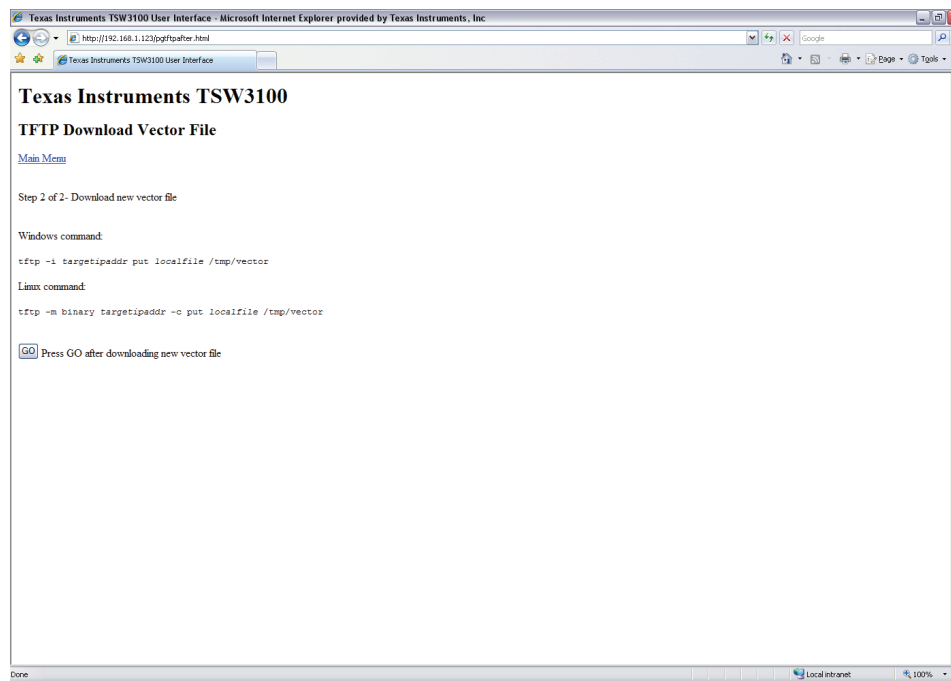 Texas Instruments TSW3100 User Interface - Microsoft Internet Explorer provided by Texas Instruments, Inc
http://192.168.1.123/pgtftpafter.html
Google
Texas Instruments TSW3100 User Interface
Page
Tools
Texas Instruments TSW3100
TFTP Download Vector File
Main Menu
Step 2 of 2- Download new vector file
Windows command:
tftp -i targetipaddr put localfile /tmp/vector
Linux command:
tftp -m binary targetipaddr -c put localfile /tmp/vector
GO Press GO after downloading new vector file
Done
Local intranet
100%